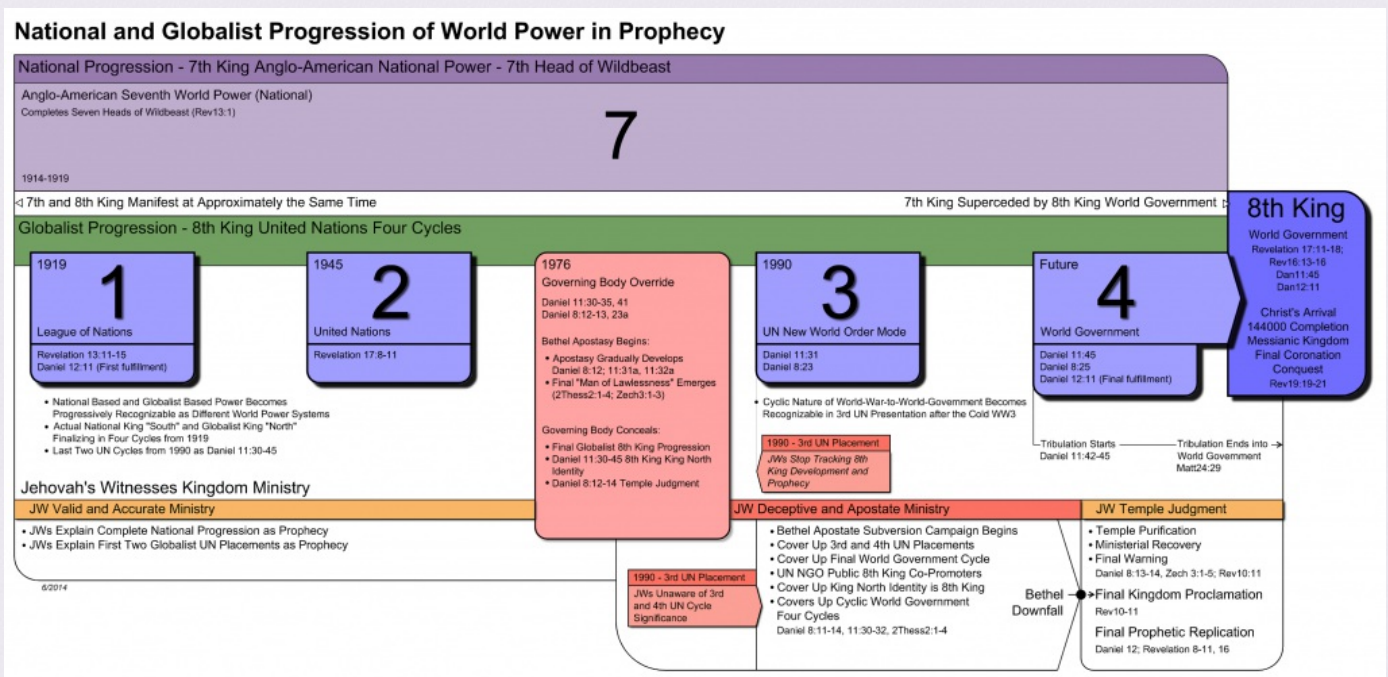 National and Globalist Progression of World Power in Prophecy
National Progression - 7th King Anglo-American National Power - 7th Head of Wildbeast
Anglo-American Seventh World Power (National)
Completes Seven Heads of Wildbeast (Rev13:1)
7
1914-1919
7th and 8th King Manifest at Approximately the Same Time
7th King Superceded by 8th King World Government
Globalist Progression - 8th King United Nations Four Cycles
1919
1
League of Nations
Revelation 13:11-15
Daniel 12:11 (First fulfillment)
• National Based and Globalist Based Power Becomes
Progressively Recognizable as Different World Power Systems
• Actual National King "South" and Globalist King "North"
Finalizing in Four Cycles from 1919
• Last Two UN Cycles from 1990 as Daniel 11:30-45
1945
2
United Nations
Revelation 17:8-11
1976
Governing Body Override
Daniel 11:30-35, 41
Daniel 8:12-13, 23a
Bethel Apostasy Begins:
• Apostasy Gradually Develops
Daniel 8:12; 11:31a, 11:32a
• Final "Man of Lawlessness" Emerges
(2Thess2:1-4; Zech3:1-3)
Governing Body Conceals:
• Final Globalist 8th King Progression
• Daniel 11:30-45 8th King King North
Identity
• Daniel 8:12-14 Temple Judgment
1990
3
UN New World Order Mode
Daniel 11:31
Daniel 8:23
• Cyclic Nature of World-War-to-World-Government Becomes
Recognizable in 3rd UN Presentation after the Cold WW3
1990 - 3rd UN Placement
JWs Stop Tracking 8th
King Development and
Prophecy
Future
4
World Government
Daniel 11:45
Daniel 8:25
Daniel 12:11 (Final fulfillment)
Tribulation Starts
Daniel 11:42-45
Tribulation Ends into
World Government
Matt24:29
8th King
World Government
Revelation 17:11-18;
Rev16:13-16
Dan11:45
Dan12:11
Christ's Arrival
144000 Completion
Messianic Kingdom
Final Coronation
Conquest
Rev19:19-21
Jehovah's Witnesses Kingdom Ministry
JW Valid and Accurate Ministry
• JWs Explain Complete National Progression as Prophecy
• JWs Explain First Two Globalist UN Placements as Prophecy
6/2014
JW Deceptive and Apostate Ministry
1990 - 3rd UN Placement
JWs Unaware of 3rd
and 4th UN Cycle
Significance
• Bethel Apostate Subversion Campaign Begins
• Cover Up 3rd and 4th UN Placements
• Cover Up Final World Government Cycle
• UN NGO Public 8th King Co-Promoters
• Cover Up King North Identity is 8th King
• Covers Up Cyclic World Government
Four Cycles
Daniel 8:11-14, 11:30-32, 2Thess2:1-4
Bethel
Downfall
JW Temple Judgment
• Temple Purification
• Ministerial Recovery
• Final Warning
Daniel 8:13-14, Zech 3:1-5; Rev10:11
Final Kingdom Proclamation
Rev10-11
Final Prophetic Replication
Daniel 12; Revelation 8-11, 16